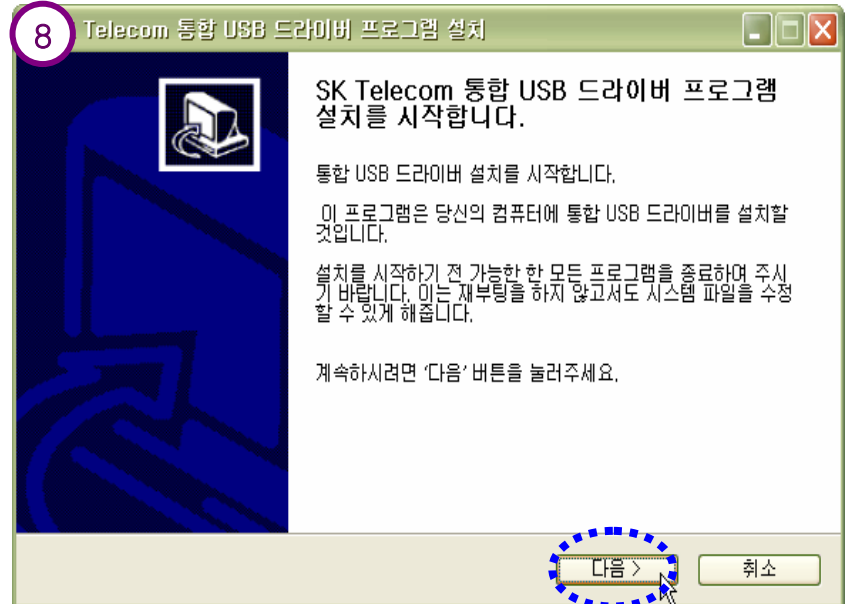 8
Telecom 통합 USB 드라이버 프로그램 설치
SK Telecom 통합 USB 드라이버 프로그램
설치를 시작합니다.
통합 USB 드라이버 설치를 시작합니다.
이 프로그램은 당신의 컴퓨터에 통합 USB 드라이버를 설치할
것입니다.
설치를 시작하기 전 가능한 한 모든 프로그램을 종료하여 주시
기 바랍니다. 이는 재부팅을 하지 않고서도 시스템 파일을 수정
할 수 있게 해줍니다.
계속하시려면 '다음' 버튼을 눌러주세요.
다음 >
취소